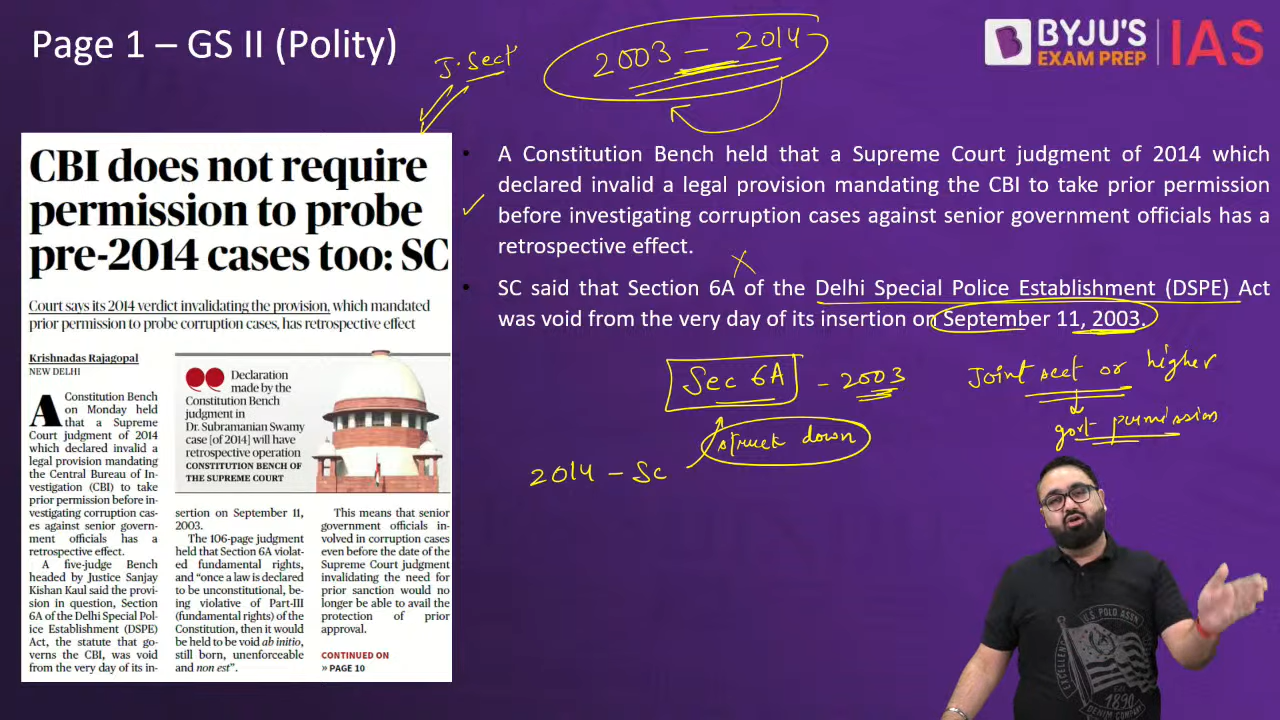 Page 1 – GS II (Polity)
J. Sect
2003 – 2014
BYJU'S
EXAM PREP
IAS
CBI does not require
permission to probe
pre-2014 cases too: SC
Court says its 2014 verdict invalidating the provision, which mandated
prior permission to probe corruption cases, has retrospective effect
Krishnadas Rajagopal
NEW DELHI
A Constitution Bench
on Monday held
that a Supreme
Court judgment of 2014
which declared invalid a
legal provision mandating
the Central Bureau of In-
vestigation (CBI) to take
prior permission before in-
vestigating corruption cas-
es against senior govern-
ment officials has a
retrospective effect.
A five-judge Bench
headed by Justice Sanjay
Kishan Kaul said the provi-
sion in question, Section
6A of the Delhi Special Pol-
ice Establishment (DSPE)
Act, the statute that go-
verns the CBI, was void
from the very day of its in-
Declaration
made by the
Constitution Bench
judgment in
Dr. Subramanian Swamy
case [of 2014] will have
retrospective operation
CONSTITUTION BENCH OF
THE SUPREME COURT
sertion on September 11,
2003.
The 106-page judgment
held that Section 6A violat-
ed fundamental rights,
and “once a law is declared
to be unconstitutional, be-
ing violative of Part-III
(fundamental rights) of the
Constitution, then it would
be held to be void ab initio,
still born, unenforceable
and non est”.
This means that senior
government officials in-
volved in corruption cases
even before the date of the
Supreme Court judgment
invalidating the need for
prior sanction would no
longer be able to avail the
protection of prior
approval.
CONTINUED ON
» PAGE 10
• A Constitution Bench held that a Supreme Court judgment of 2014 which
declared invalid a legal provision mandating the CBI to take prior permission
before investigating corruption cases against senior government officials has a
retrospective effect.
• SC said that Section 6A of the Delhi Special Police Establishment (DSPE) Act
was void from the very day of its insertion on September 11, 2003.
Sec 6A – 2003
Joint sect or higher
govt permission
struck down
2014 – SC
U.S. POLO ASSN
1890